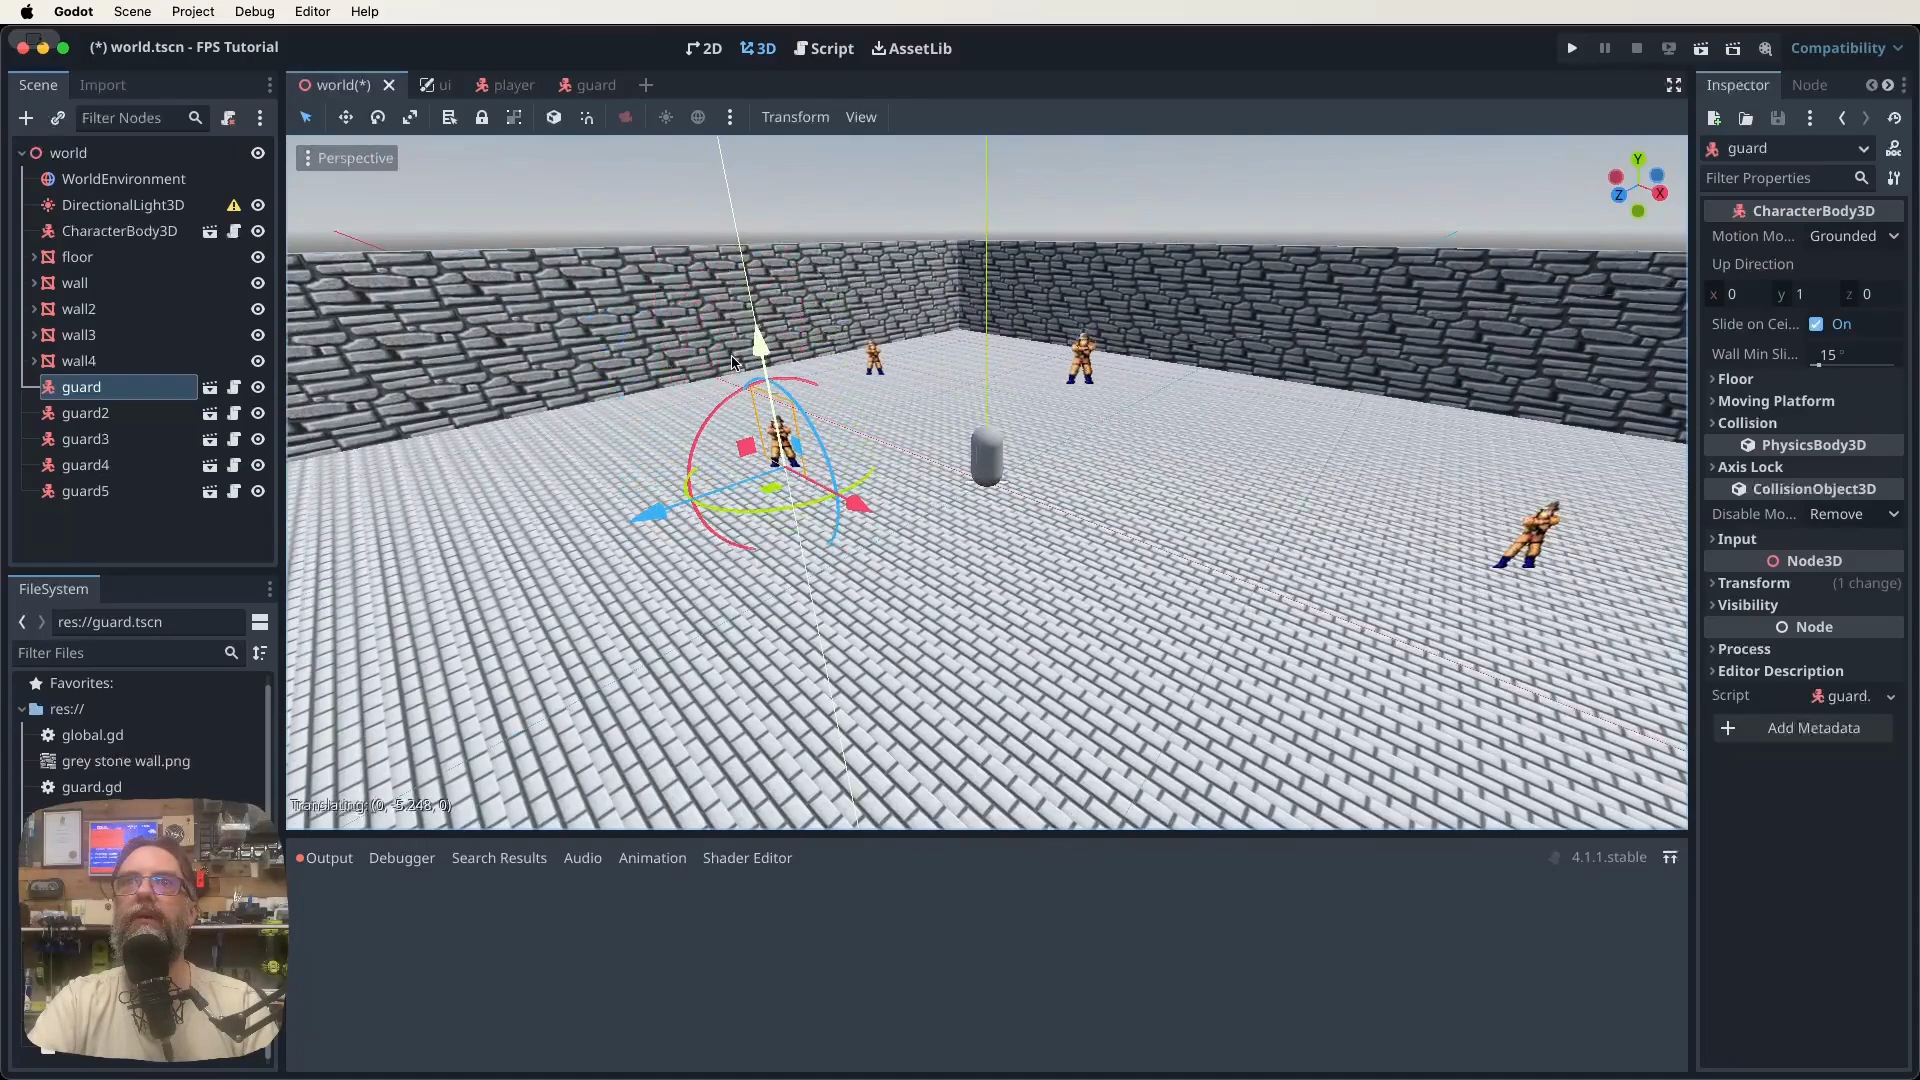 Godot Scene Project Debug Editor Help
(*) world.tscn - FPS Tutorial
2D 3D Script AssetLib
Compatibility
Scene Import
world(*) ui player guard
Inspector Node
Filter Nodes
Transform View
world
WorldEnvironment
DirectionalLight3D
CharacterBody3D
floor
wall
wall2
wall3
wall4
guard
guard2
guard3
guard4
guard5
Perspective
Y
Z
X
Translating: (0, -5.248, 0)
guard
Filter Properties
CharacterBody3D
Motion Mo... Grounded
Up Direction
x 0 y 1 z 0
Slide on Cei... On
Wall Min Sli... 15 °
Floor
Moving Platform
Collision
PhysicsBody3D
Axis Lock
CollisionObject3D
Disable Mo... Remove
Input
Node3D
Transform (1 change)
Visibility
Node
Process
Editor Description
Script guard.
Add Metadata
FileSystem
res://guard.tscn
Filter Files
Favorites:
res://
global.gd
grey stone wall.png
guard.gd
Output Debugger Search Results Audio Animation Shader Editor
4.1.1.stable